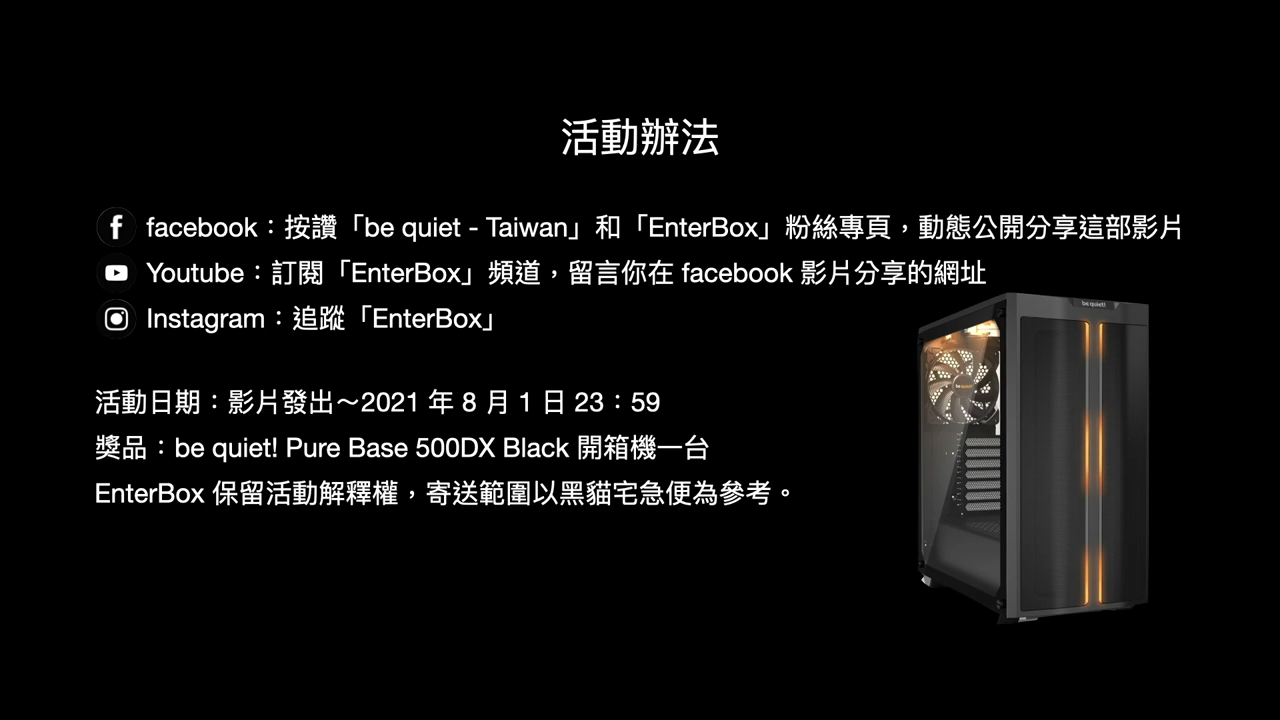 活動辦法
facebook：按讚「be quiet - Taiwan」和「EnterBox」粉絲專頁，動態公開分享這部影片
Youtube：訂閱「EnterBox」頻道，留言你在 facebook 影片分享的網址
Instagram：追蹤「EnterBox」
be quiet!
be quiet!
活動日期：影片發出～2021 年 8 月 1 日 23：59
獎品：be quiet! Pure Base 500DX Black 開箱機一台
EnterBox 保留活動解釋權，寄送範圍以黑貓宅急便為參考。